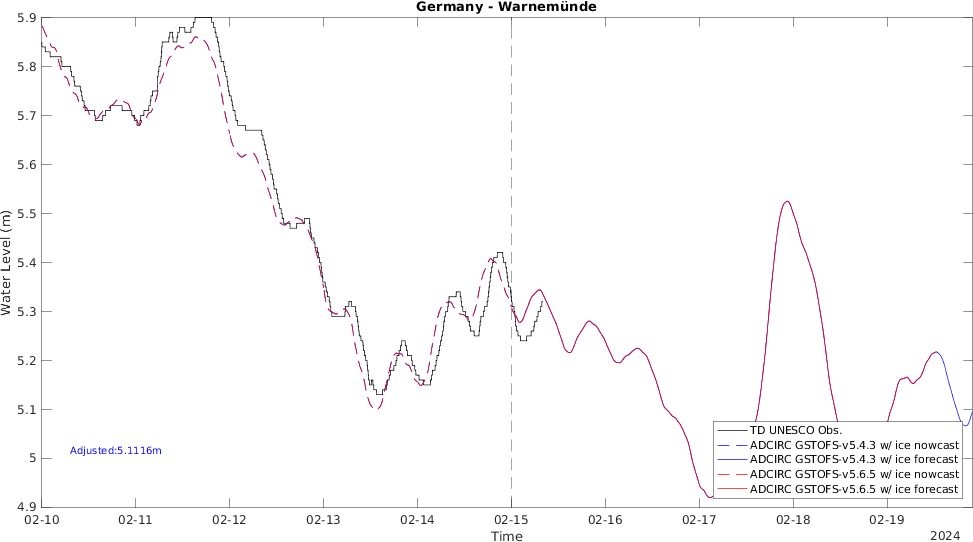 Germany - Warnemünde
5.9
5.8
5.7
5.6
5.5
5.4
5.3
5.2
5.1
5
4.9
Water Level (m)
Adjusted:5.1116m
TD UNESCO Obs.
ADCIRC GSTOFS-v5.4.3 w/ ice nowcast
ADCIRC GSTOFS-v5.4.3 w/ ice forecast
ADCIRC GSTOFS-v5.6.5 w/ ice nowcast
ADCIRC GSTOFS-v5.6.5 w/ ice forecast
02-10 02-11 02-12 02-13 02-14 02-15 02-16 02-17 02-18 02-19
Time
2024